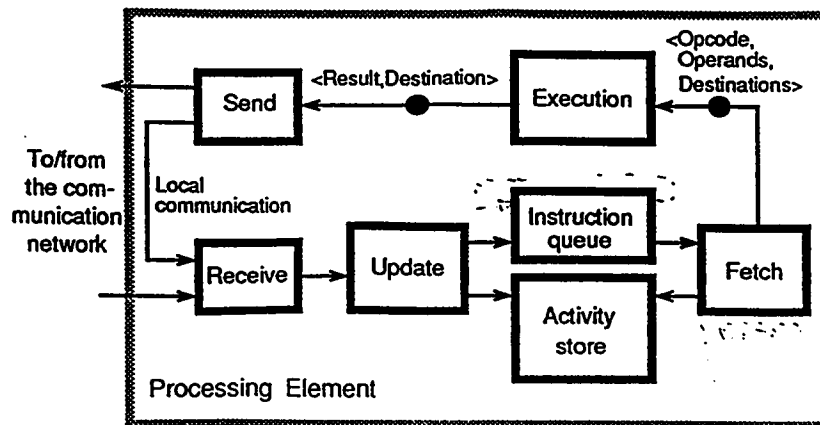 <Opcode,
Operands,
Destinations>
<Result,Destination>
Send
Execution
To/from
the com-
munication
network
Local
communication
Instruction
queue
Receive
Update
Fetch
Activity
store
Processing Element